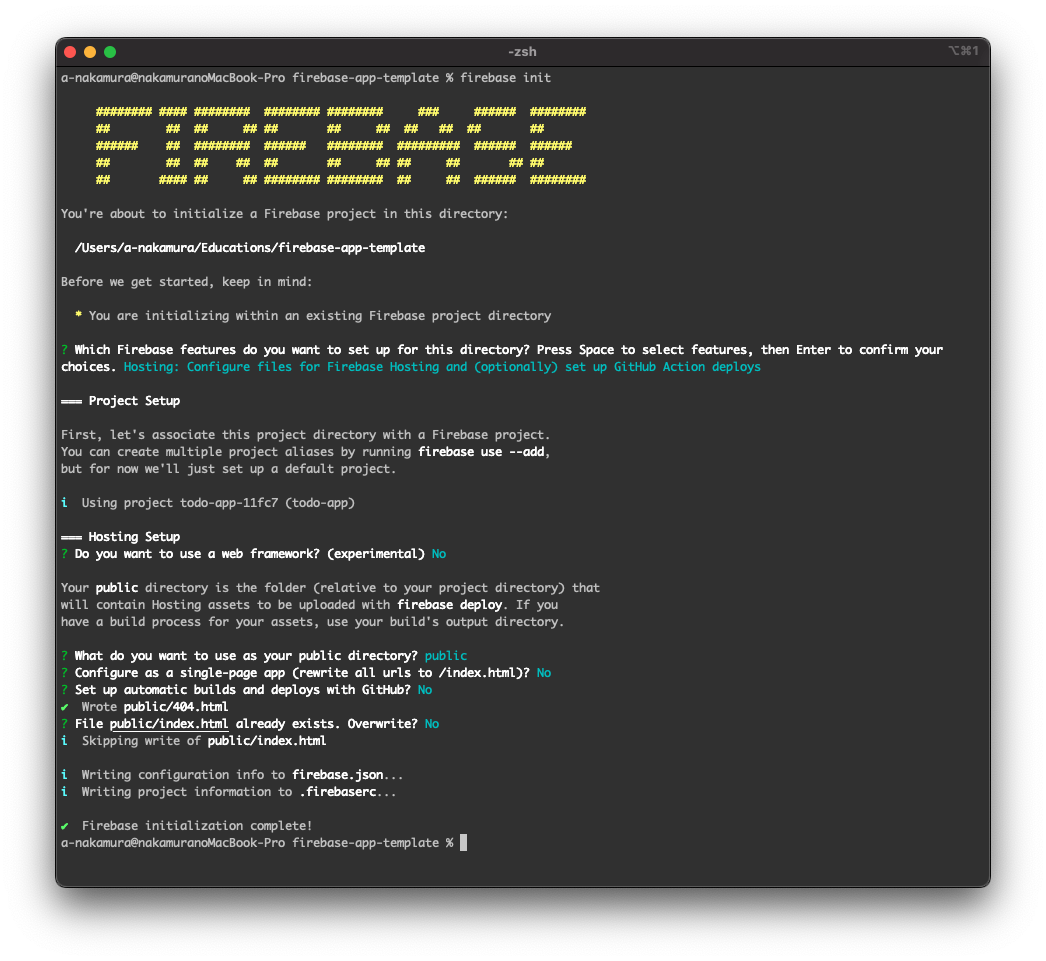 -zsh
⌥⌘1
a-nakamura@nakamuranoMacBook-Pro firebase-app-template % firebase init
######## #### ########  ######## ########     ###     ######  ########
##        ##  ##     ## ##       ##     ##  ##   ##  ##       ##
######    ##  ########  ######   ########  #########  ######  ######
##        ##  ##    ##  ##       ##     ## ##     ##       ## ##
##       #### ##     ## ######## ########  ##     ##  ######  ########
You're about to initialize a Firebase project in this directory:
/Users/a-nakamura/Educations/firebase-app-template
Before we get started, keep in mind:
* You are initializing within an existing Firebase project directory
? Which Firebase features do you want to set up for this directory? Press Space to select features, then Enter to confirm your
choices. Hosting: Configure files for Firebase Hosting and (optionally) set up GitHub Action deploys
=== Project Setup
First, let's associate this project directory with a Firebase project.
You can create multiple project aliases by running firebase use --add,
but for now we'll just set up a default project.
i  Using project todo-app-11fc7 (todo-app)
=== Hosting Setup
? Do you want to use a web framework? (experimental) No
Your public directory is the folder (relative to your project directory) that
will contain Hosting assets to be uploaded with firebase deploy. If you
have a build process for your assets, use your build's output directory.
? What do you want to use as your public directory? public
? Configure as a single-page app (rewrite all urls to /index.html)? No
? Set up automatic builds and deploys with GitHub? No
✔  Wrote public/404.html
? File public/index.html already exists. Overwrite? No
i  Skipping write of public/index.html
i  Writing configuration info to firebase.json...
i  Writing project information to .firebaserc...
✔  Firebase initialization complete!
a-nakamura@nakamuranoMacBook-Pro firebase-app-template %